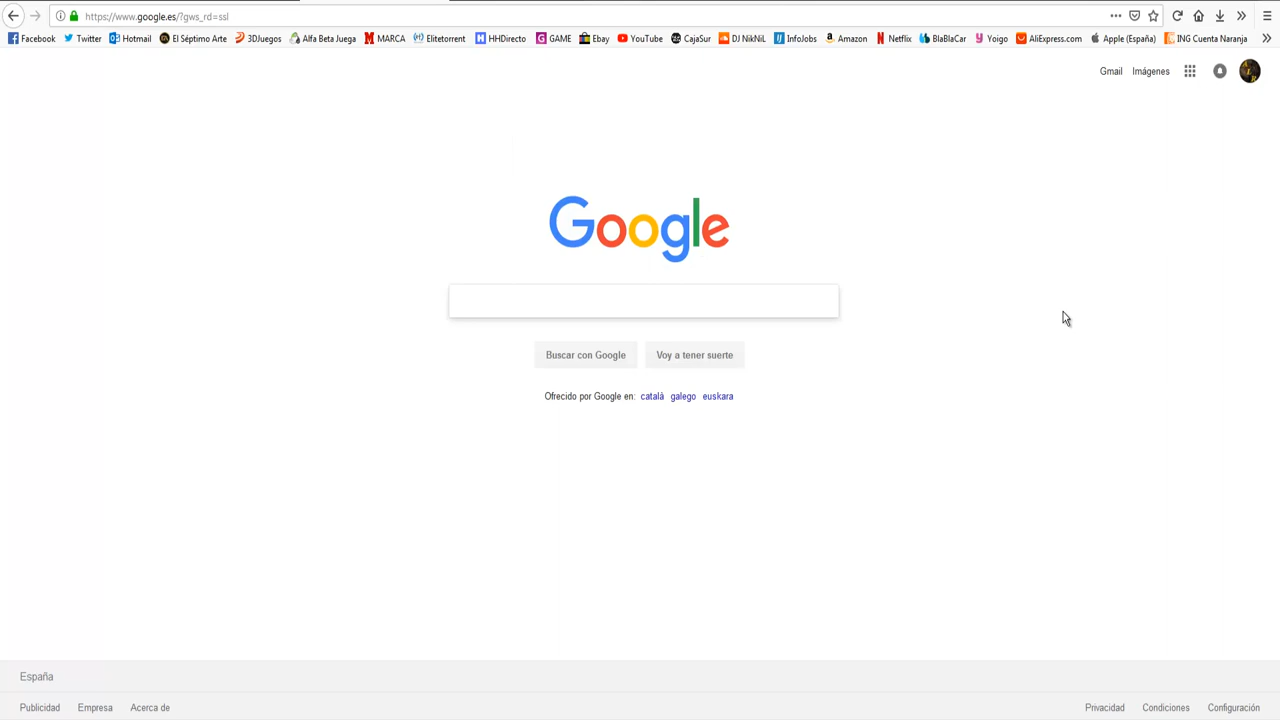 https://www.google.es/?gws_rd=ssl
Facebook Twitter Hotmail El Séptimo Arte 3DJuegos Alfa Beta Juega MARCA Elitetorrent HHDirecto GAME Ebay YouTube CajaSur DJ NikNiL InfoJobs Amazon Netflix BlaBlaCar Yoigo AliExpress.com Apple (España) ING Cuenta Naranja
Gmail Imágenes
Google
Buscar con Google Voy a tener suerte
Ofrecido por Google en: català galego euskara
España
Publicidad Empresa Acerca de Privacidad Condiciones Configuración